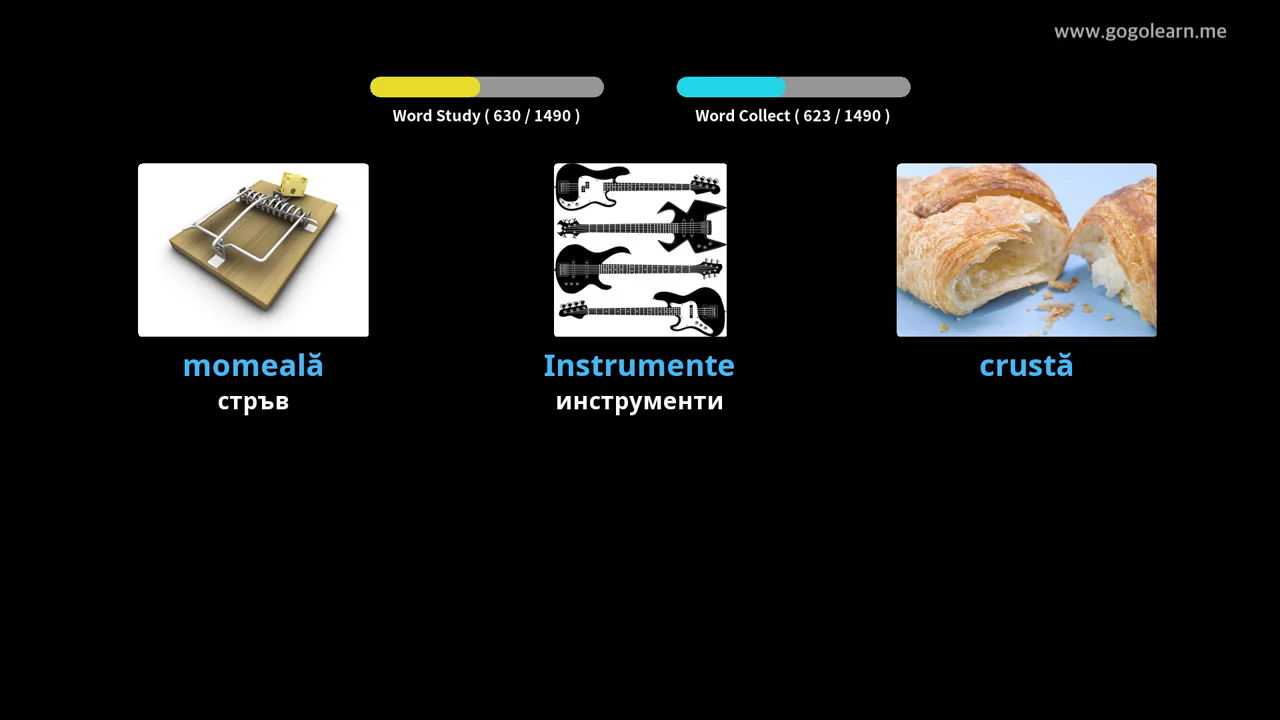 www.gogolearn.me
Word Study ( 630 / 1490 )
Word Collect ( 623 / 1490 )
momeală
Instrumente
crustă
стръв
инструменти